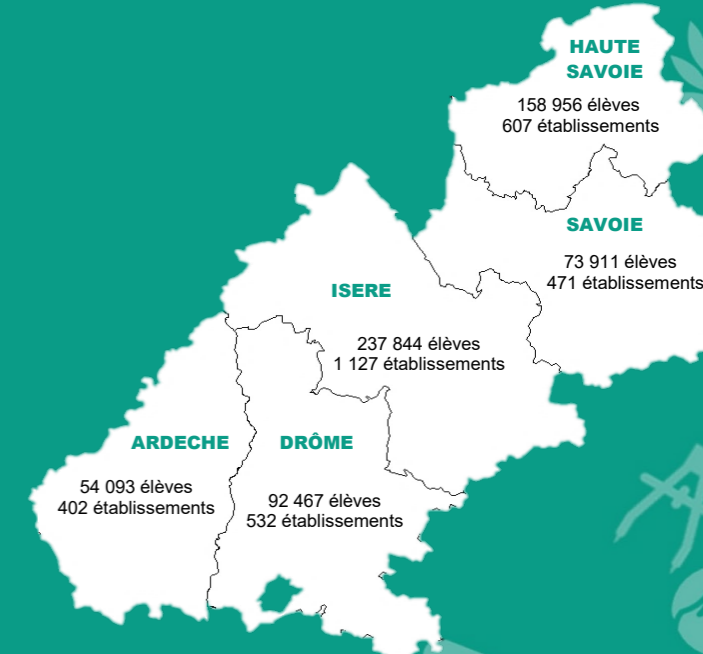 HAUTE
SAVOIE
158 956 élèves
607 établissements
SAVOIE
73 911 élèves
471 établissements
ISERE
237 844 élèves
1 127 établissements
ARDECHE
54 093 élèves
402 établissements
DRÔME
92 467 élèves
532 établissements